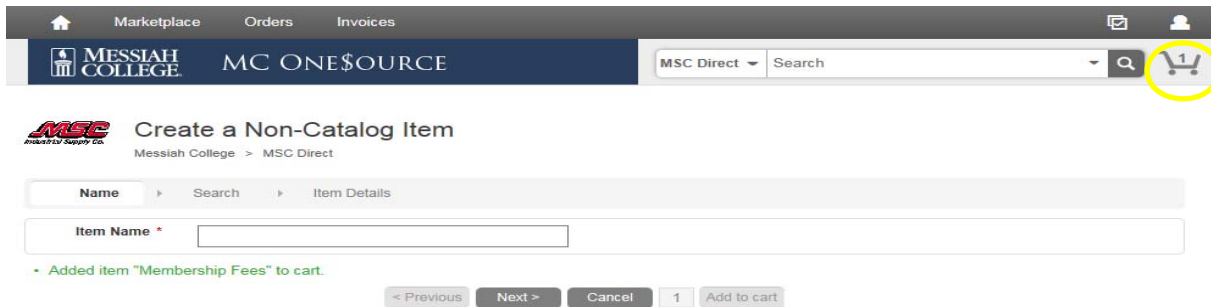 Marketplace Orders Invoices
MESSIAH COLLEGE. MC ONE$OURCE MSC Direct Search 1
MSC Industrial Supply Co.
Create a Non-Catalog Item
Messiah College > MSC Direct
Name Search Item Details
Item Name *
• Added item "Membership Fees" to cart.
< Previous Next > Cancel 1 Add to cart